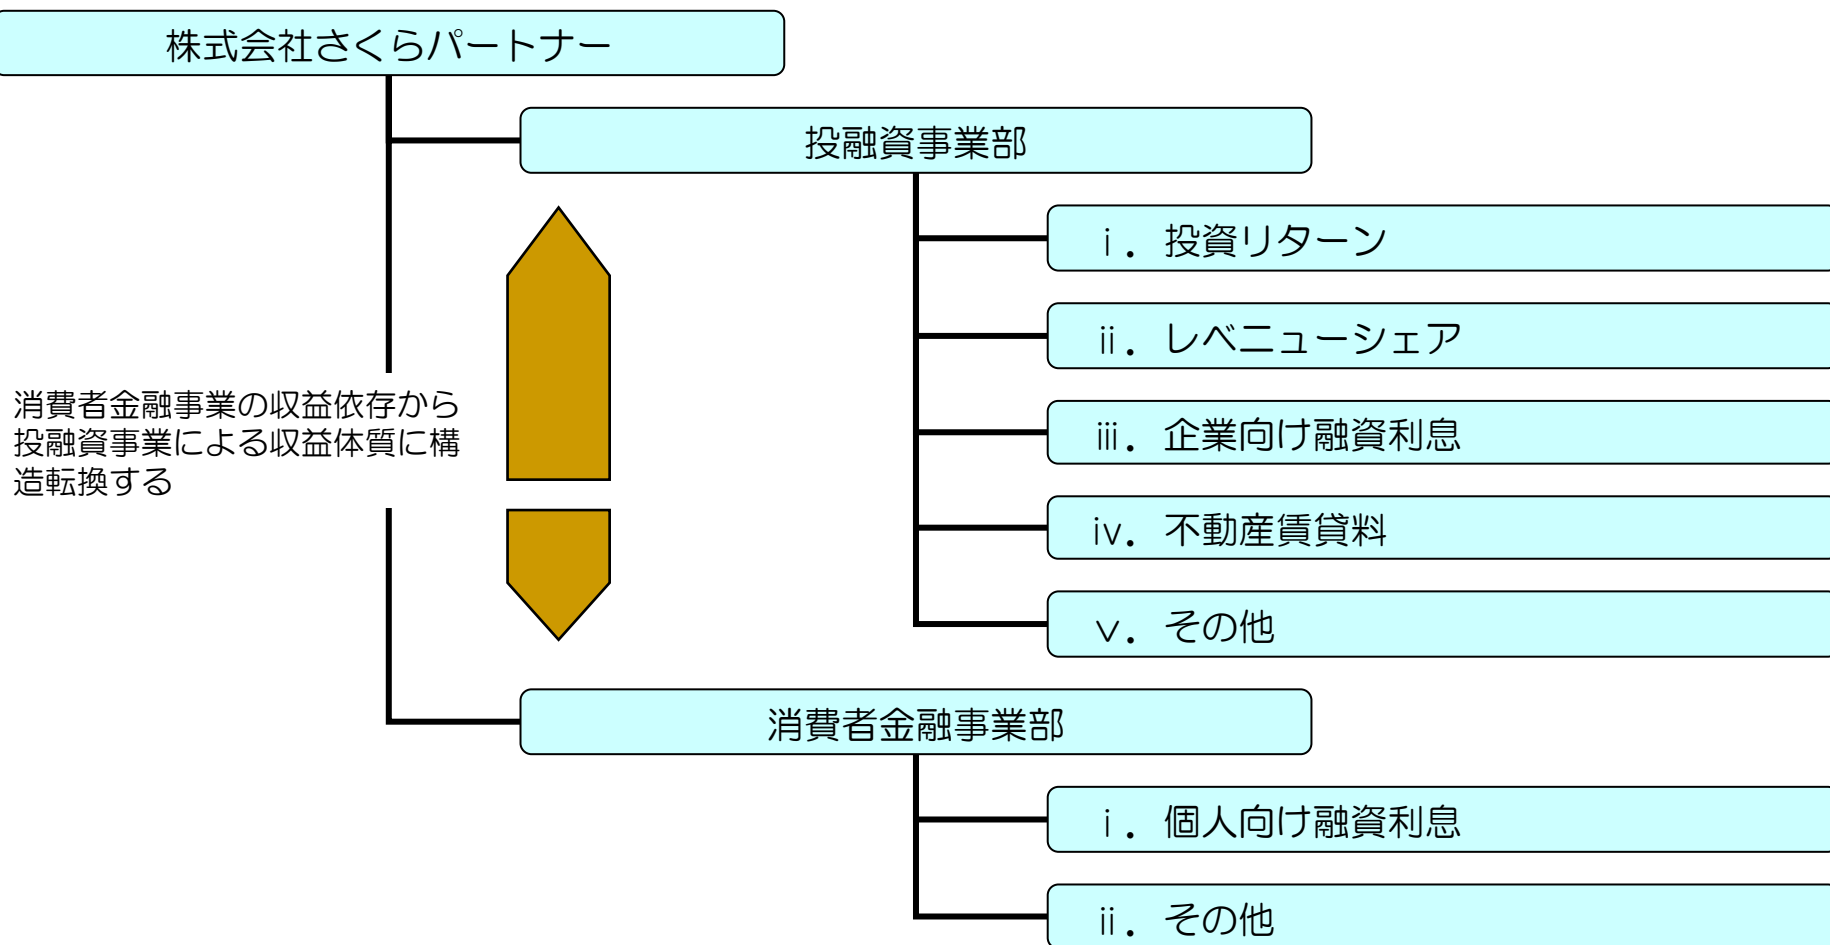 株式会社さくらパートナー
投融資事業部
ⅰ．投資リターン
ⅱ．レベニューシェア
ⅲ．企業向け融資利息
ⅳ．不動産賃貸料
ⅴ．その他
消費者金融事業の収益依存から
投融資事業による収益体質に構
造転換する
消費者金融事業部
ⅰ．個人向け融資利息
ⅱ．その他